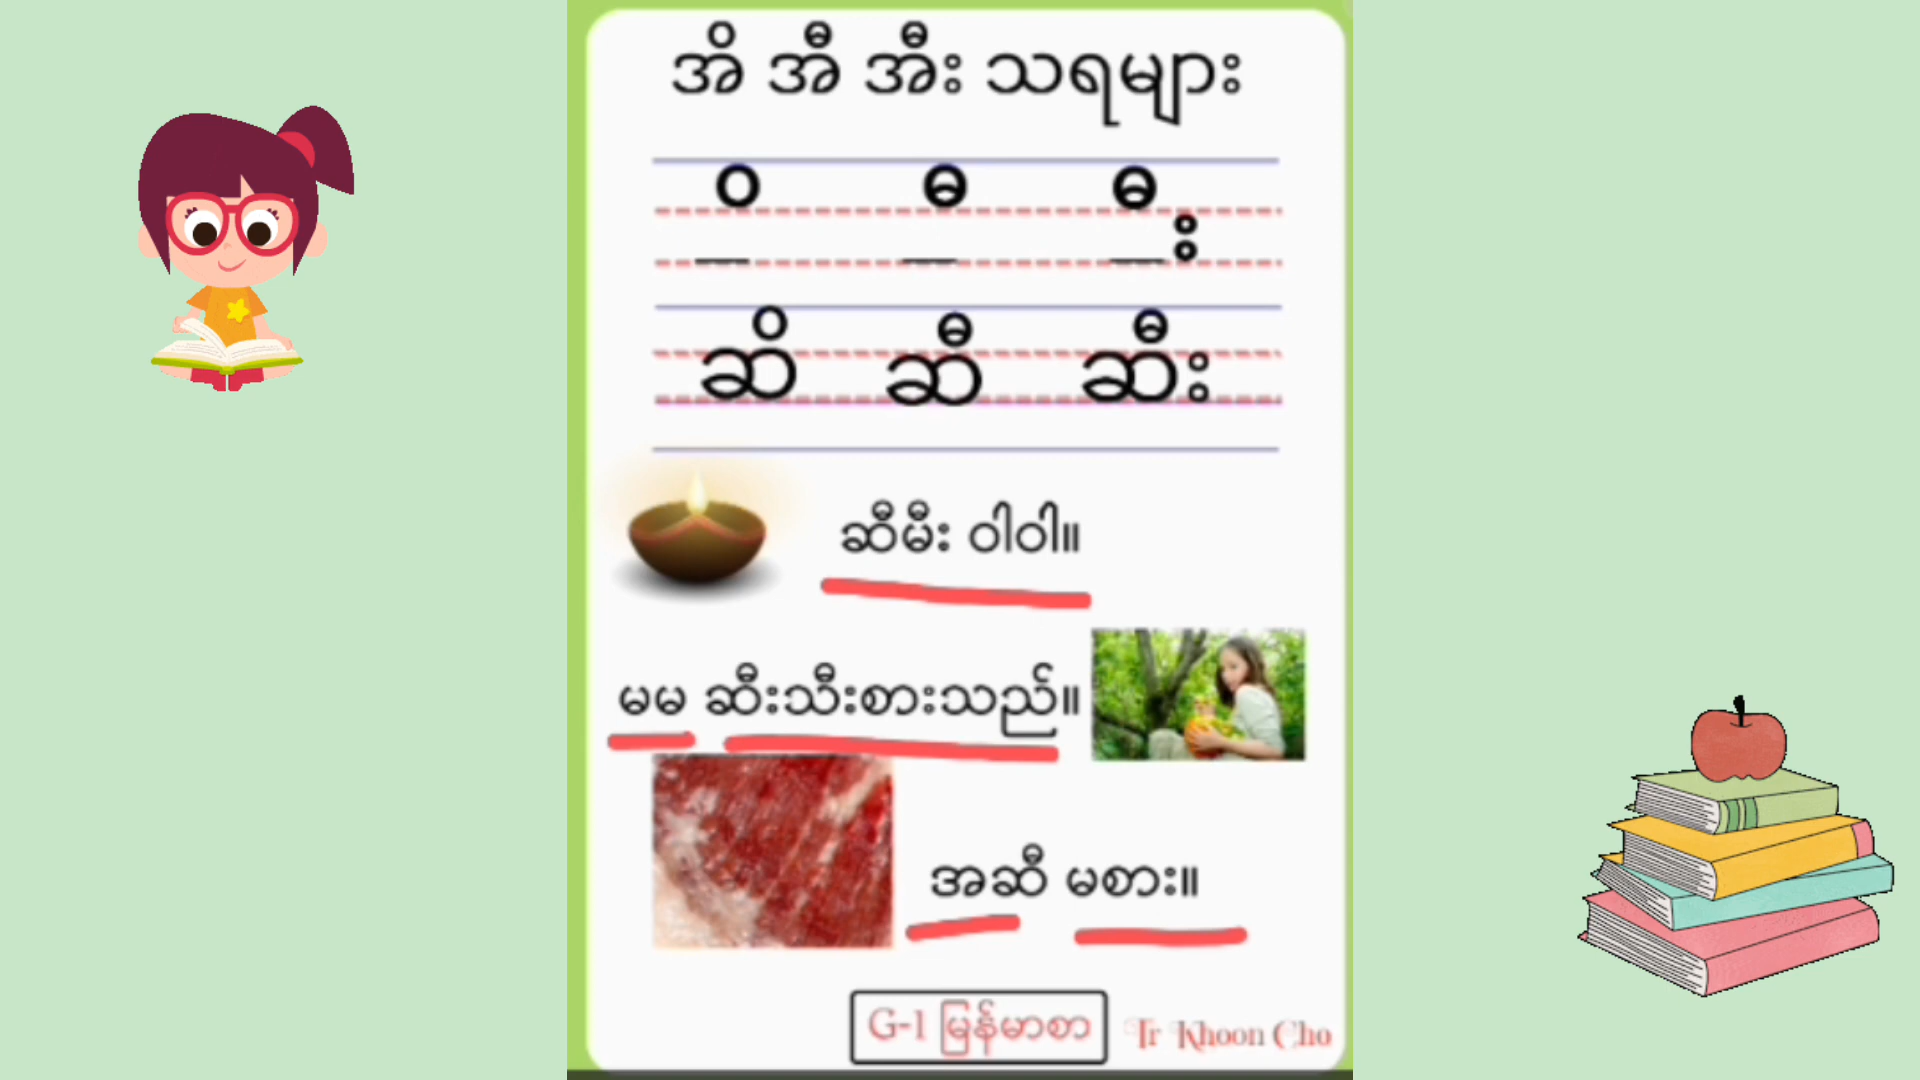 အိ အီ အီး သရများ
ိ ီ ီး
ဆိ ဆီ ဆီး
ဆီမီး ဝါဝါ။
မမ ဆီးသီးစားသည်။
အဆီ မစား။
G-1 မြန်မာစာ
Tr Khoon Cho